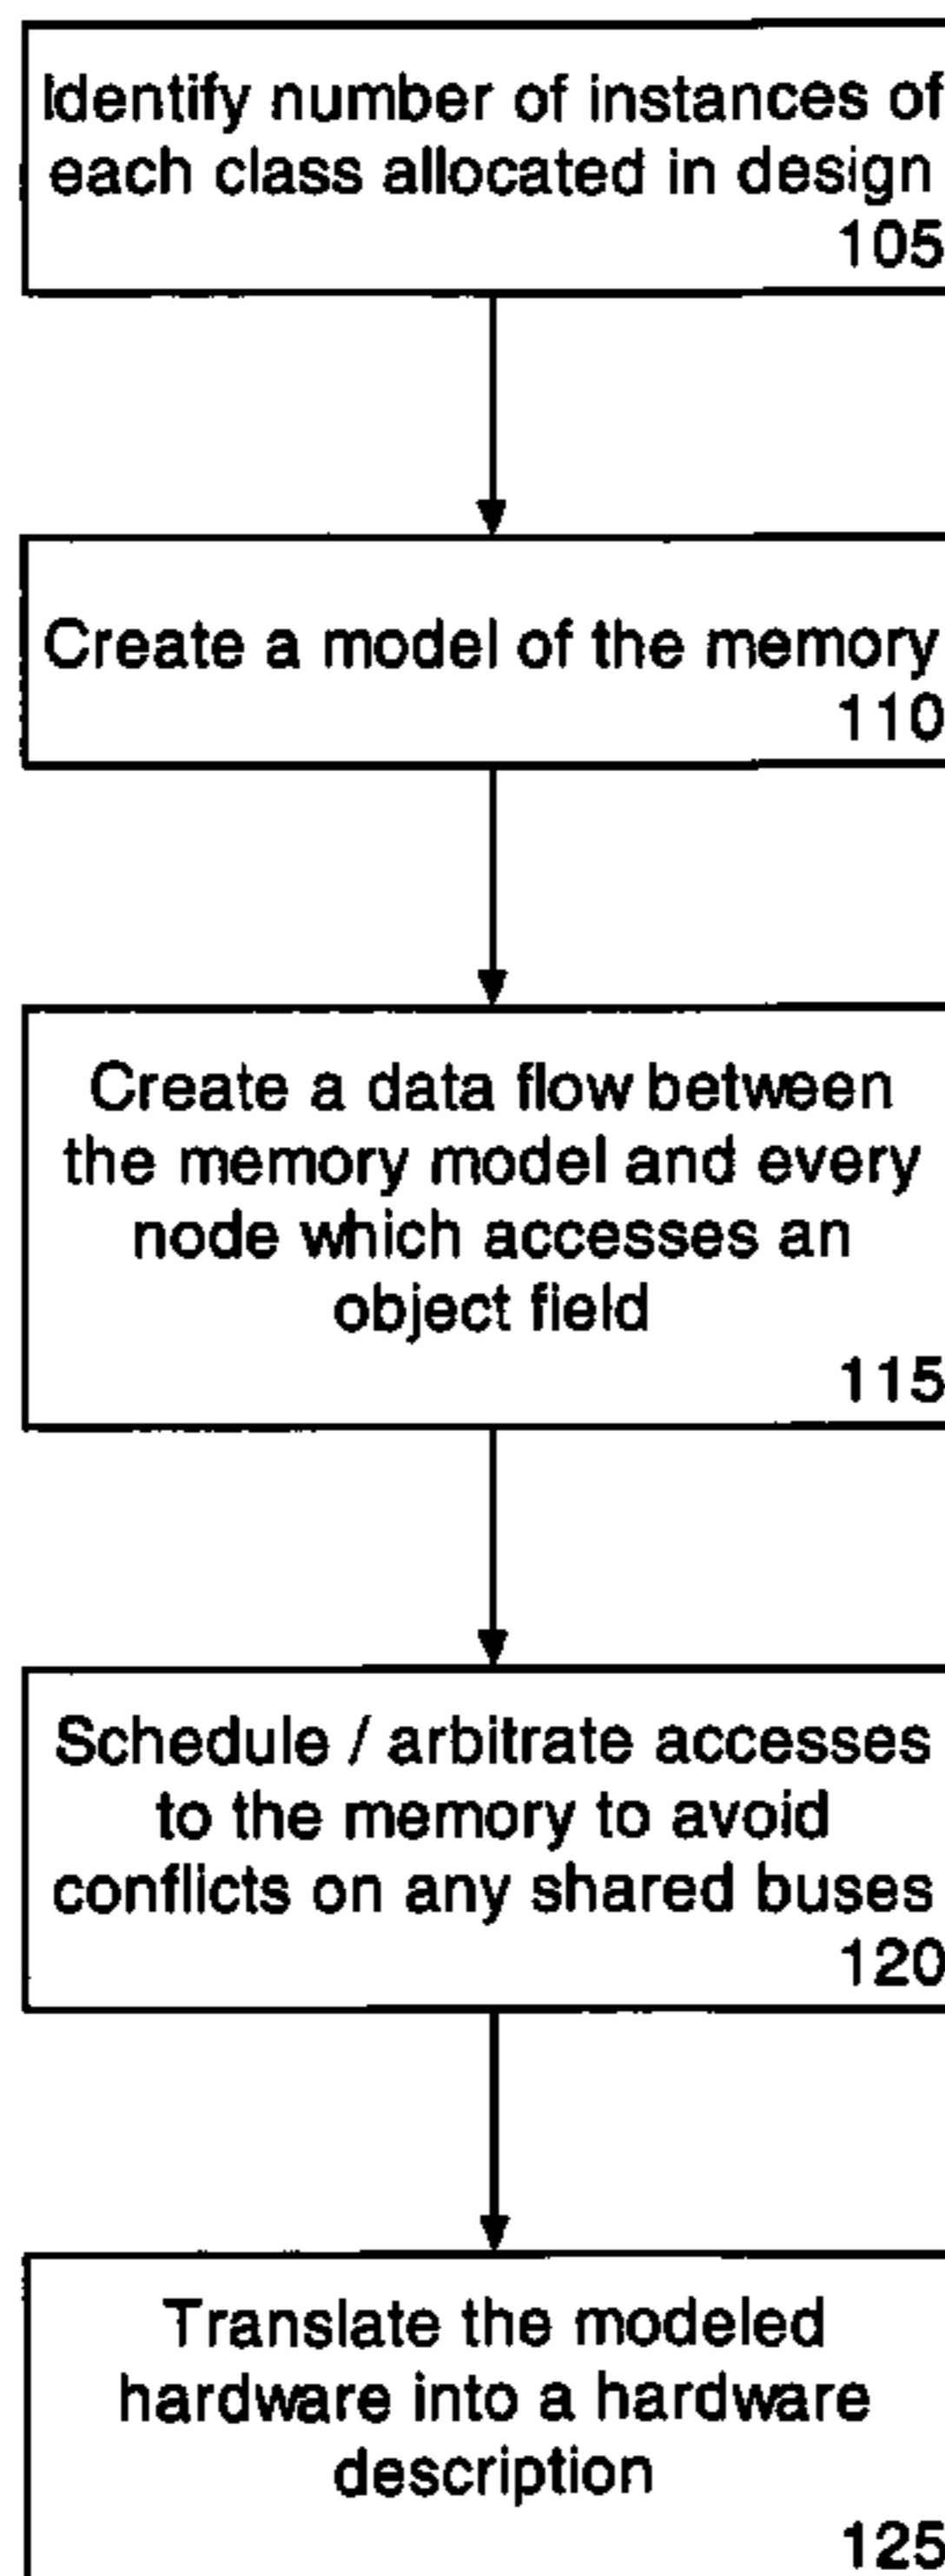 Identify number of instances of
each class allocated in design
105
Create a model of the memory
110
Create a data flow between
the memory model and every
node which accesses an
object field
115
Schedule / arbitrate accesses
to the memory to avoid
conflicts on any shared buses
120
Translate the modeled
hardware into a hardware
description
125